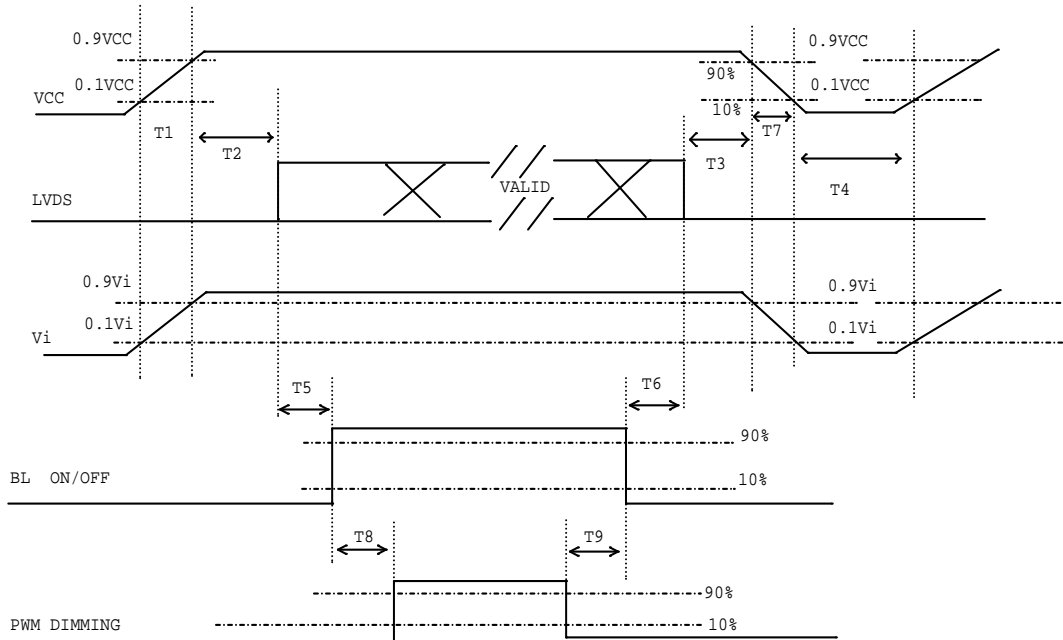 0.9VCC
0.9VCC
90%
0.1VCC
0.1VCC
VCC
10%
T1
T2
T3
T7
T4
VALID
LVDS
0.9Vi
0.9Vi
0.1Vi
0.1Vi
Vi
T5
T6
90%
BL ON/OFF
10%
T8
T9
90%
PWM DIMMING
10%